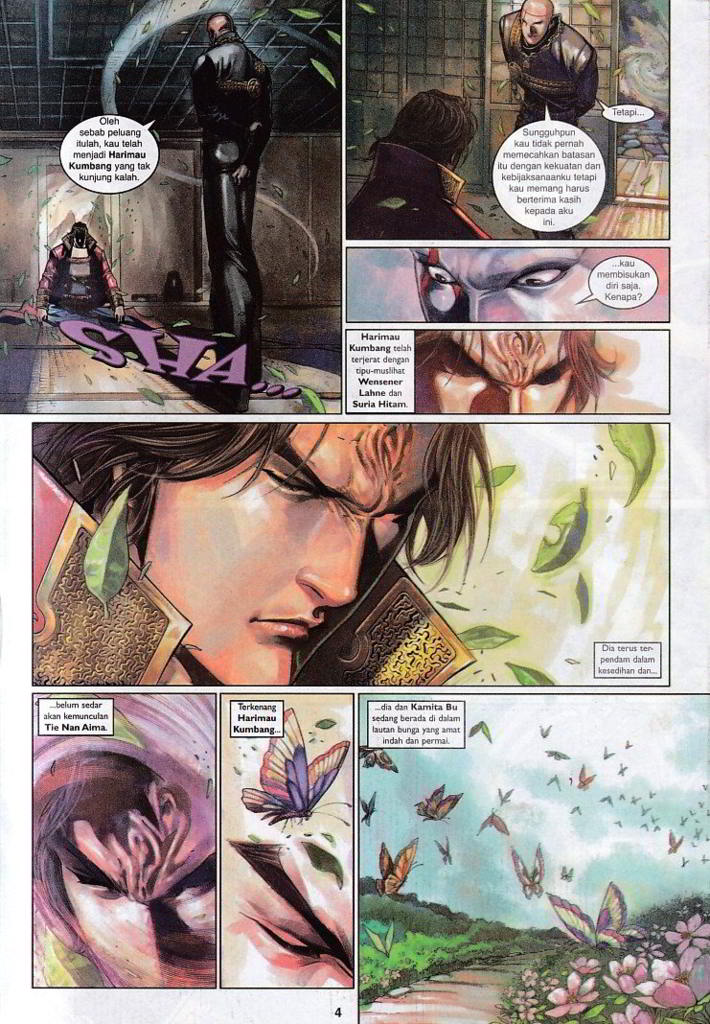 Oleh
sebab peluang
itulah, kau telah
menjadi Harimau
Kumbang yang tak
kunjung kalah.
SHA...
Tetapi...
Sungguhpun
kau tidak pernah
memecahkan batasan
itu dengan kekuatan dan
kebijaksanaanku tetapi
kau memang harus
berterima kasih
kepada aku
ini.
...kau
membisukan
diri saja.
Kenapa?
Harimau
Kumbang telah
terjerat dengan
tipu-muslihat
Wensener
Lahne dan
Suria Hitam.
Dia terus ter-
pendam dalam
kesedihan dan...
...belum sedar
akan kemunculan
Tie Nan Aima.
Terkenang
Harimau
Kumbang...
...dia dan Kamita Bu
sedang berada di dalam
lautan bunga yang amat
indah dan permai.
4